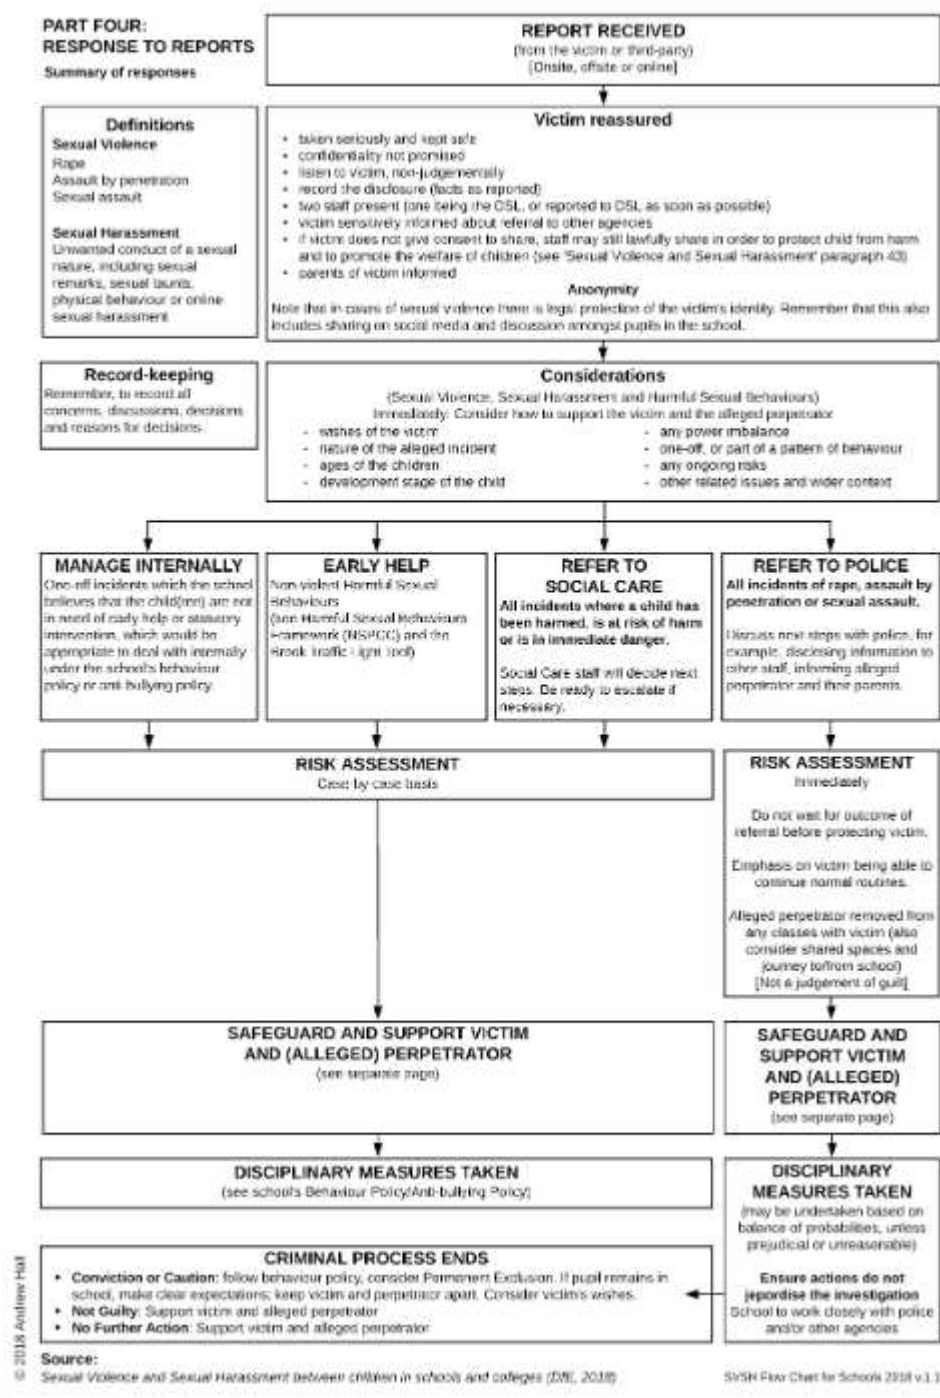 PART FOUR:
RESPONSE TO REPORTS
Summary of responses
REPORT RECEIVED
(from the victim or third-party)
[Onsite, offsite or online]
Definitions
Sexual Violence
Rape
Assault by penetration
Sexual assault
Sexual Harassment
Unwanted conduct of a sexual
nature, including sexual
remarks, sexual taunts,
physical behaviour or online
sexual harassment
Victim reassured
• taken seriously and kept safe
• confidentiality not promised
• listen to victim, non-judgementally
• record the disclosure (facts as reported)
• two staff present (one being the DSL, or reported to DSL as soon as possible)
• victim sensitively informed about referral to other agencies
• if victim does not give consent to share, staff may still lawfully share in order to protect child from harm
and to promote the welfare of children (see 'Sexual Violence and Sexual Harassment' paragraph 43)
• parents of victim informed
Anonymity
Note that in cases of sexual violence there is legal protection of the victim's identity. Remember that this also
includes sharing on social media and discussion amongst pupils in the school.
Record-keeping
Remember, to record all
concerns, discussions, decisions
and reasons for decisions.
Considerations
(Sexual Violence, Sexual Harassment and Harmful Sexual Behaviours)
Immediately: Consider how to support the victim and the alleged perpetrator
- wishes of the victim
- nature of the alleged incident
- ages of the children
- development stage of the child
- any power imbalance
- one-off, or part of a pattern of behaviour
- any ongoing risks
- other related issues and wider context
MANAGE INTERNALLY
One-off incidents which the school
believes that the child(ren) are not
in need of early help or statutory
intervention, which would be
appropriate to deal with internally
under the school's behaviour
policy or anti-bullying policy.
EARLY HELP
Non-violent Harmful Sexual
Behaviours
(see Harmful Sexual Behaviours
Framework (NSPCC) and the
Brook Traffic Light Tool)
REFER TO
SOCIAL CARE
All incidents where a child has
been harmed, is at risk of harm
or is in immediate danger.
Social Care staff will decide next
steps. Be ready to escalate if
necessary.
REFER TO POLICE
All incidents of rape, assault by
penetration or sexual assault.
Discuss next steps with police, for
example, disclosing information to
other staff, informing alleged
perpetrator and their parents.
RISK ASSESSMENT
Case by case basis
RISK ASSESSMENT
Immediately
Do not wait for outcome of
referral before protecting victim.
Emphasis on victim being able to
continue normal routines.
Alleged perpetrator removed from
any classes with victim (also
consider shared spaces and
journey to/from school)
[Not a judgement of guilt]
SAFEGUARD AND SUPPORT VICTIM
AND (ALLEGED) PERPETRATOR
(see separate page)
SAFEGUARD AND
SUPPORT VICTIM
AND (ALLEGED)
PERPETRATOR
(see separate page)
DISCIPLINARY MEASURES TAKEN
(see school's Behaviour Policy/Anti-bullying Policy)
DISCIPLINARY
MEASURES TAKEN
(may be undertaken based on
balance of probabilities, unless
prejudicial or unreasonable)
Ensure actions do not
jepordise the investigation
School to work closely with police
and/or other agencies
CRIMINAL PROCESS ENDS
• Conviction or Caution: follow behaviour policy, consider Permanent Exclusion. If pupil remains in
school, make clear expectations; keep victim and perpetrator apart. Consider victim's wishes.
• Not Guilty: Support victim and alleged perpetrator
• No Further Action: Support victim and alleged perpetrator
© 2018 Andrew Hall
Source:
Sexual Violence and Sexual Harassment between children in schools and colleges (DfE, 2018)
SVSH Flow Chart for Schools 2018 v.1.1